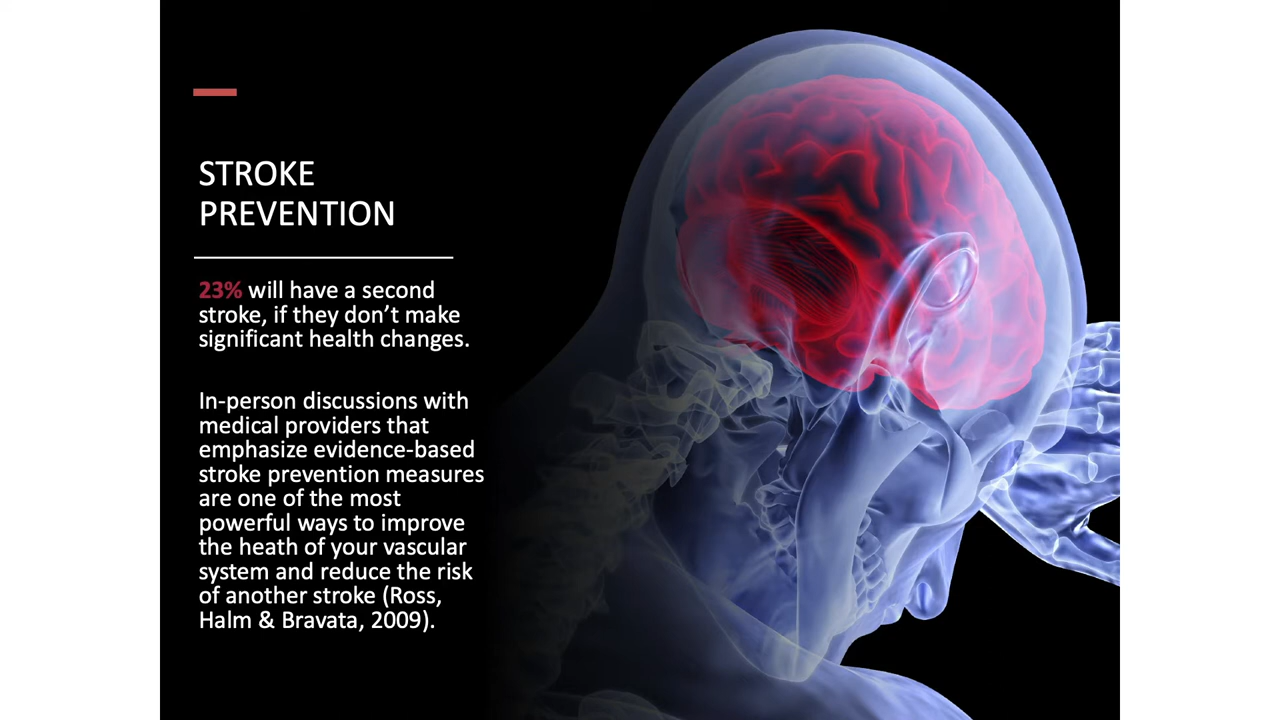 STROKE
PREVENTION
23% will have a second
stroke, if they don’t make
significant health changes.
In-person discussions with
medical providers that
emphasize evidence-based
stroke prevention measures
are one of the most
powerful ways to improve
the heath of your vascular
system and reduce the risk
of another stroke (Ross,
Halm & Bravata, 2009).